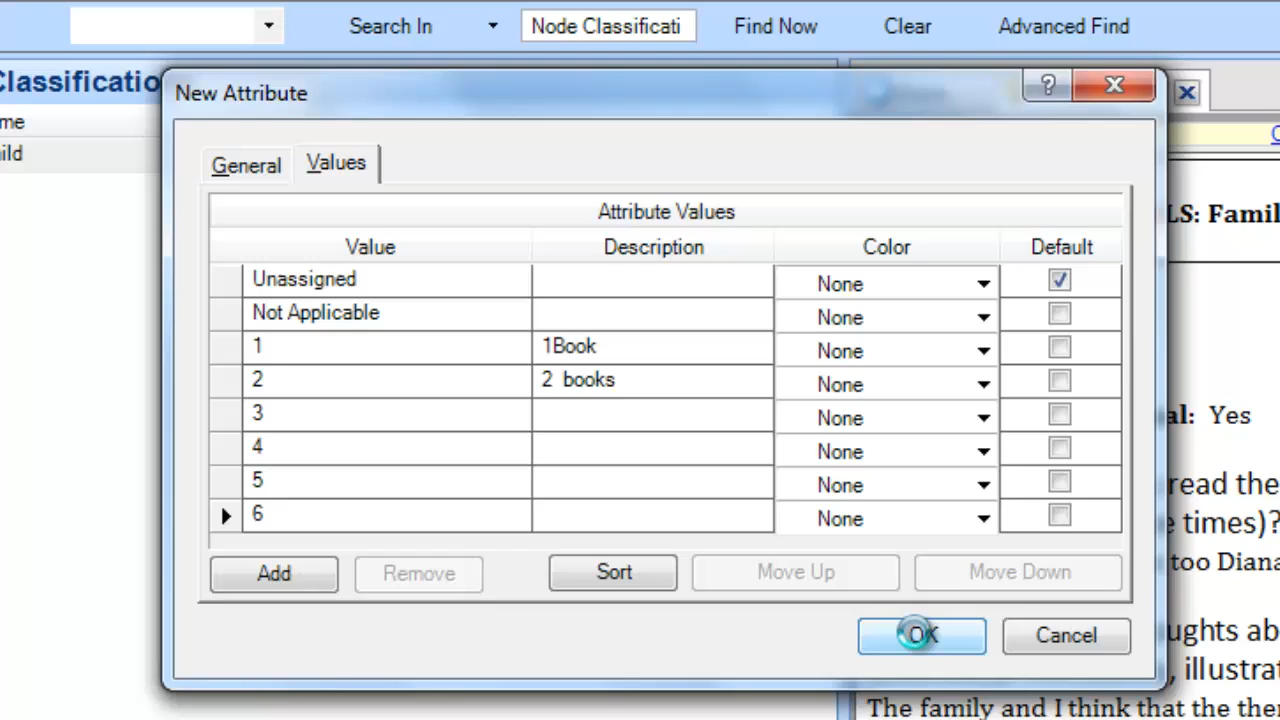 Search In Node Classificati Find Now Clear Advanced Find
Classificatio
New Attribute
me
ild
General Values
Attribute Values
Value Description Color Default
Unassigned None
Not Applicable None
1 1Book None
2 2 books None
3 None
4 None
5 None
6 None
Add Remove Sort Move Up Move Down
OK Cancel
LS: Famil
al: Yes
read the
e times)?
too Diana
ughts ab
, illustrat
The family and I think that the ther